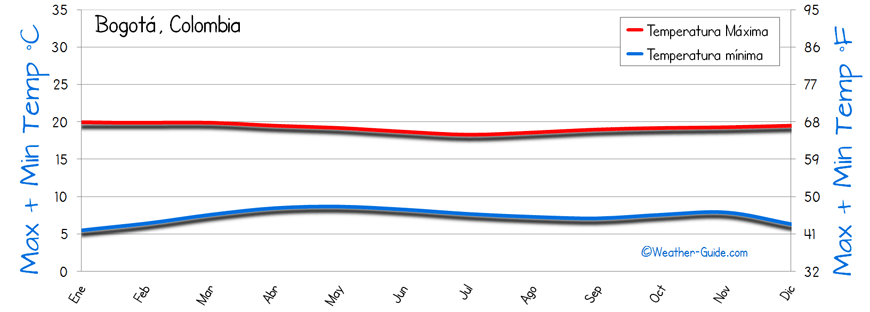 Bogotá, Colombia
Temperatura Máxima
Temperatura mínima
Max + Min Temp °C
35
30
25
20
15
10
5
0
Max + Min Temp °F
95
86
77
68
59
50
41
32
©Weather-Guide.com
Ene
Feb
Mar
Abr
May
Jun
Jul
Ago
Sep
Oct
Nov
Dic